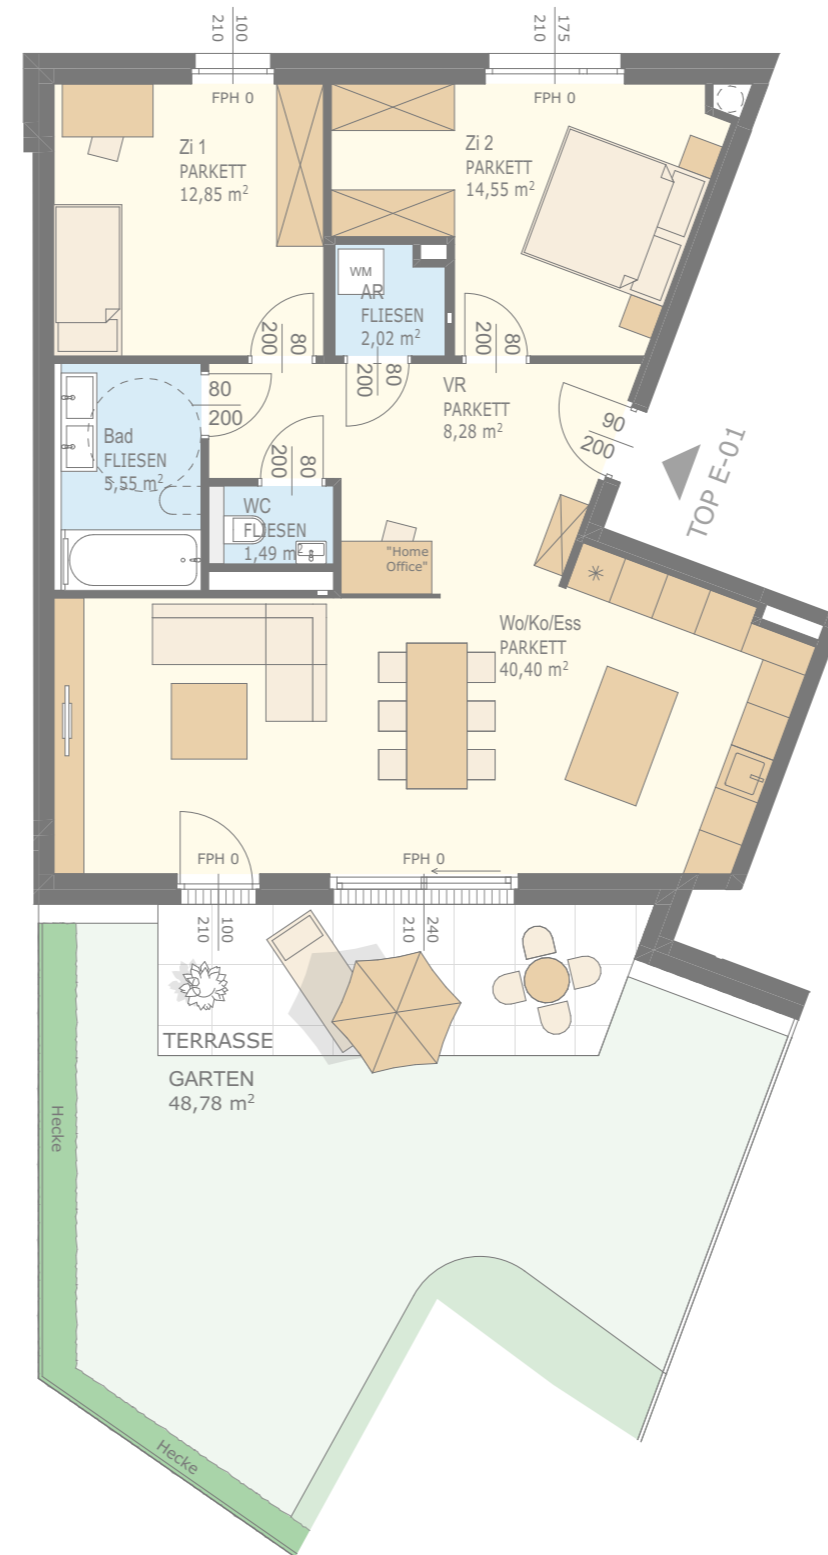 100
210
175
210
FPH 0
FPH 0
Zi 1
PARKETT
12,85 m²
Zi 2
PARKETT
14,55 m²
WM
AR
FLIESEN
2,02 m²
80
200
80
200
80
200
VR
PARKETT
8,28 m²
80
200
90
200
TOP E-01
Bad
FLIESEN
5,55 m²
80
200
WC
FLIESEN
1,49 m²
"Home
Office"
Wo/Ko/Ess
PARKETT
40,40 m²
FPH 0
FPH 0
100
210
240
210
TERRASSE
GARTEN
48,78 m²
Hecke
Hecke